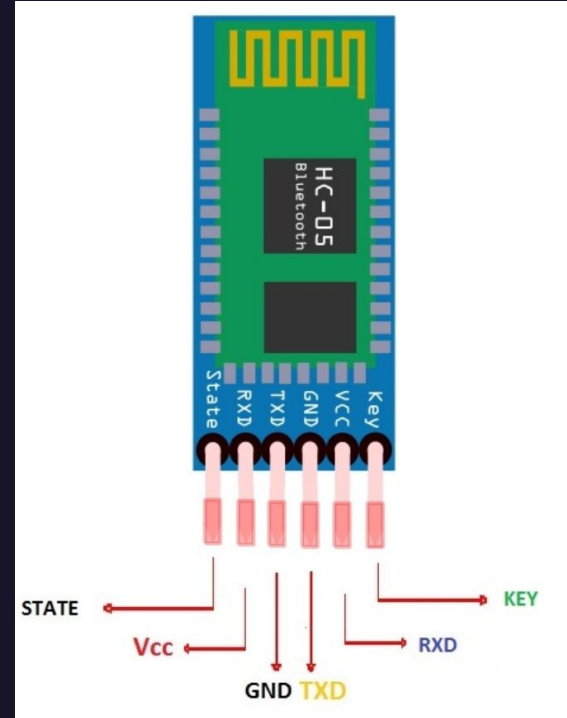 HC-05
Bluetooth
State
RXD
TXD
GND
VCC
Key
STATE
KEY
Vcc
RXD
GND TXD